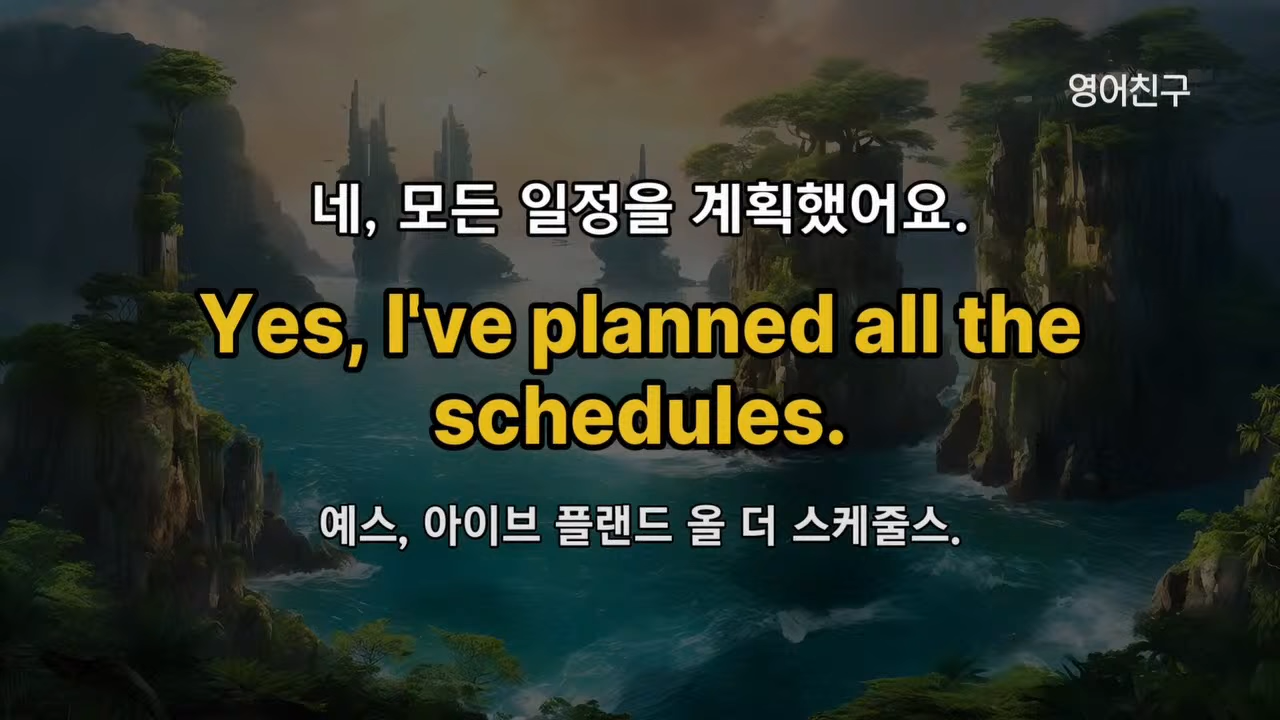 영어친구
네, 모든 일정을 계획했어요.
Yes, I've planned all the
schedules.
예스, 아이브 플랜드 올 더 스케줄스.